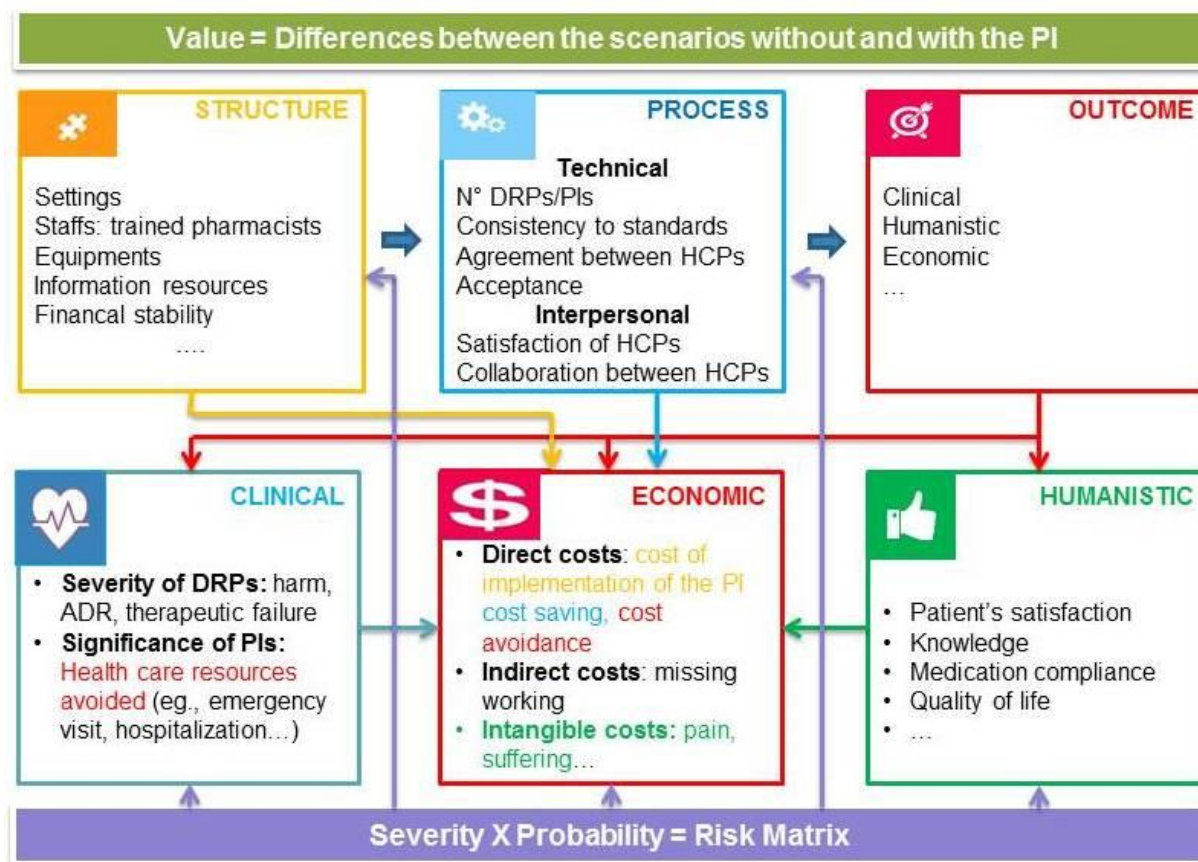 Value = Differences between the scenarios without and with the PI
STRUCTURE
Settings
Staffs: trained pharmacists
Equipments
Information resources
Financal stability
....
PROCESS
Technical
N° DRPs/PIs
Consistency to standards
Agreement between HCPs
Acceptance
Interpersonal
Satisfaction of HCPs
Collaboration between HCPs
OUTCOME
Clinical
Humanistic
Economic
...
CLINICAL
• Severity of DRPs: harm,
ADR, therapeutic failure
• Significance of PIs:
Health care resources
avoided (eg., emergency
visit, hospitalization...)
$
ECONOMIC
• Direct costs: cost of
implementation of the PI
cost saving, cost
avoidance
• Indirect costs: missing
working
• Intangible costs: pain,
suffering...
HUMANISTIC
• Patient's satisfaction
• Knowledge
• Medication compliance
• Quality of life
• ...
Severity X Probability = Risk Matrix